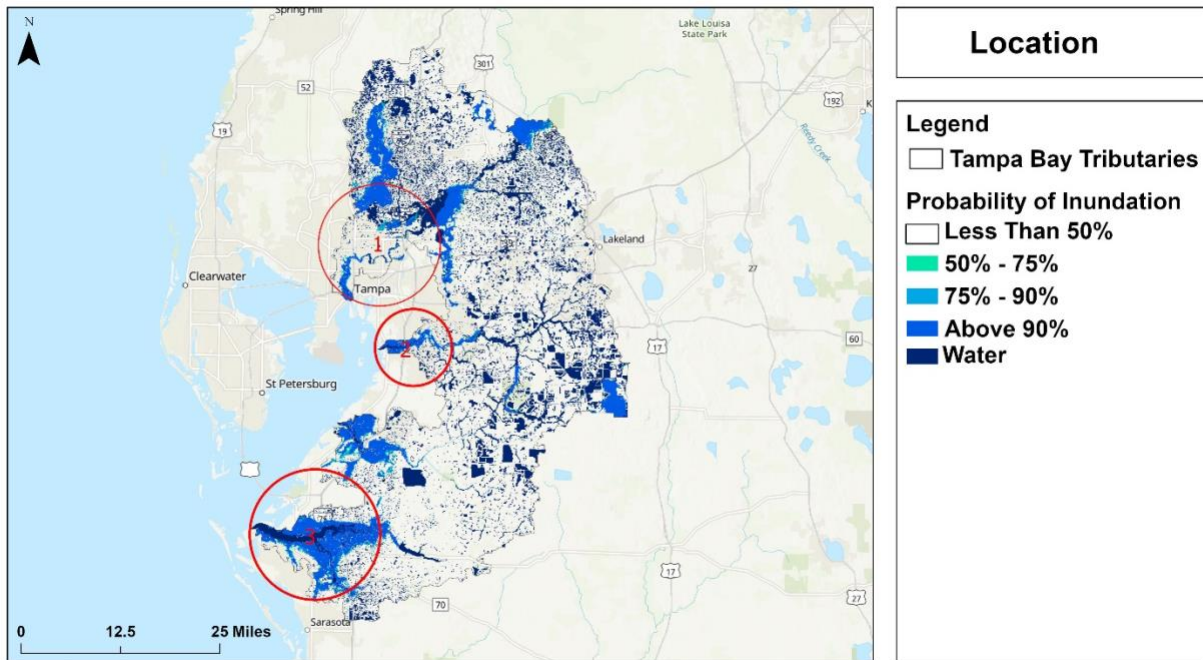 Spring Hill
N
Lake Louisa
State Park
301
52
192
K
19
Reedy Creek
1
Lakeland
Clearwater
Tampa
27
2
60
17
St Petersburg
3
17
27
70
Sarasota
0 12.5 25 Miles
Location
Legend
Tampa Bay Tributaries
Probability of Inundation
Less Than 50%
50% - 75%
75% - 90%
Above 90%
Water